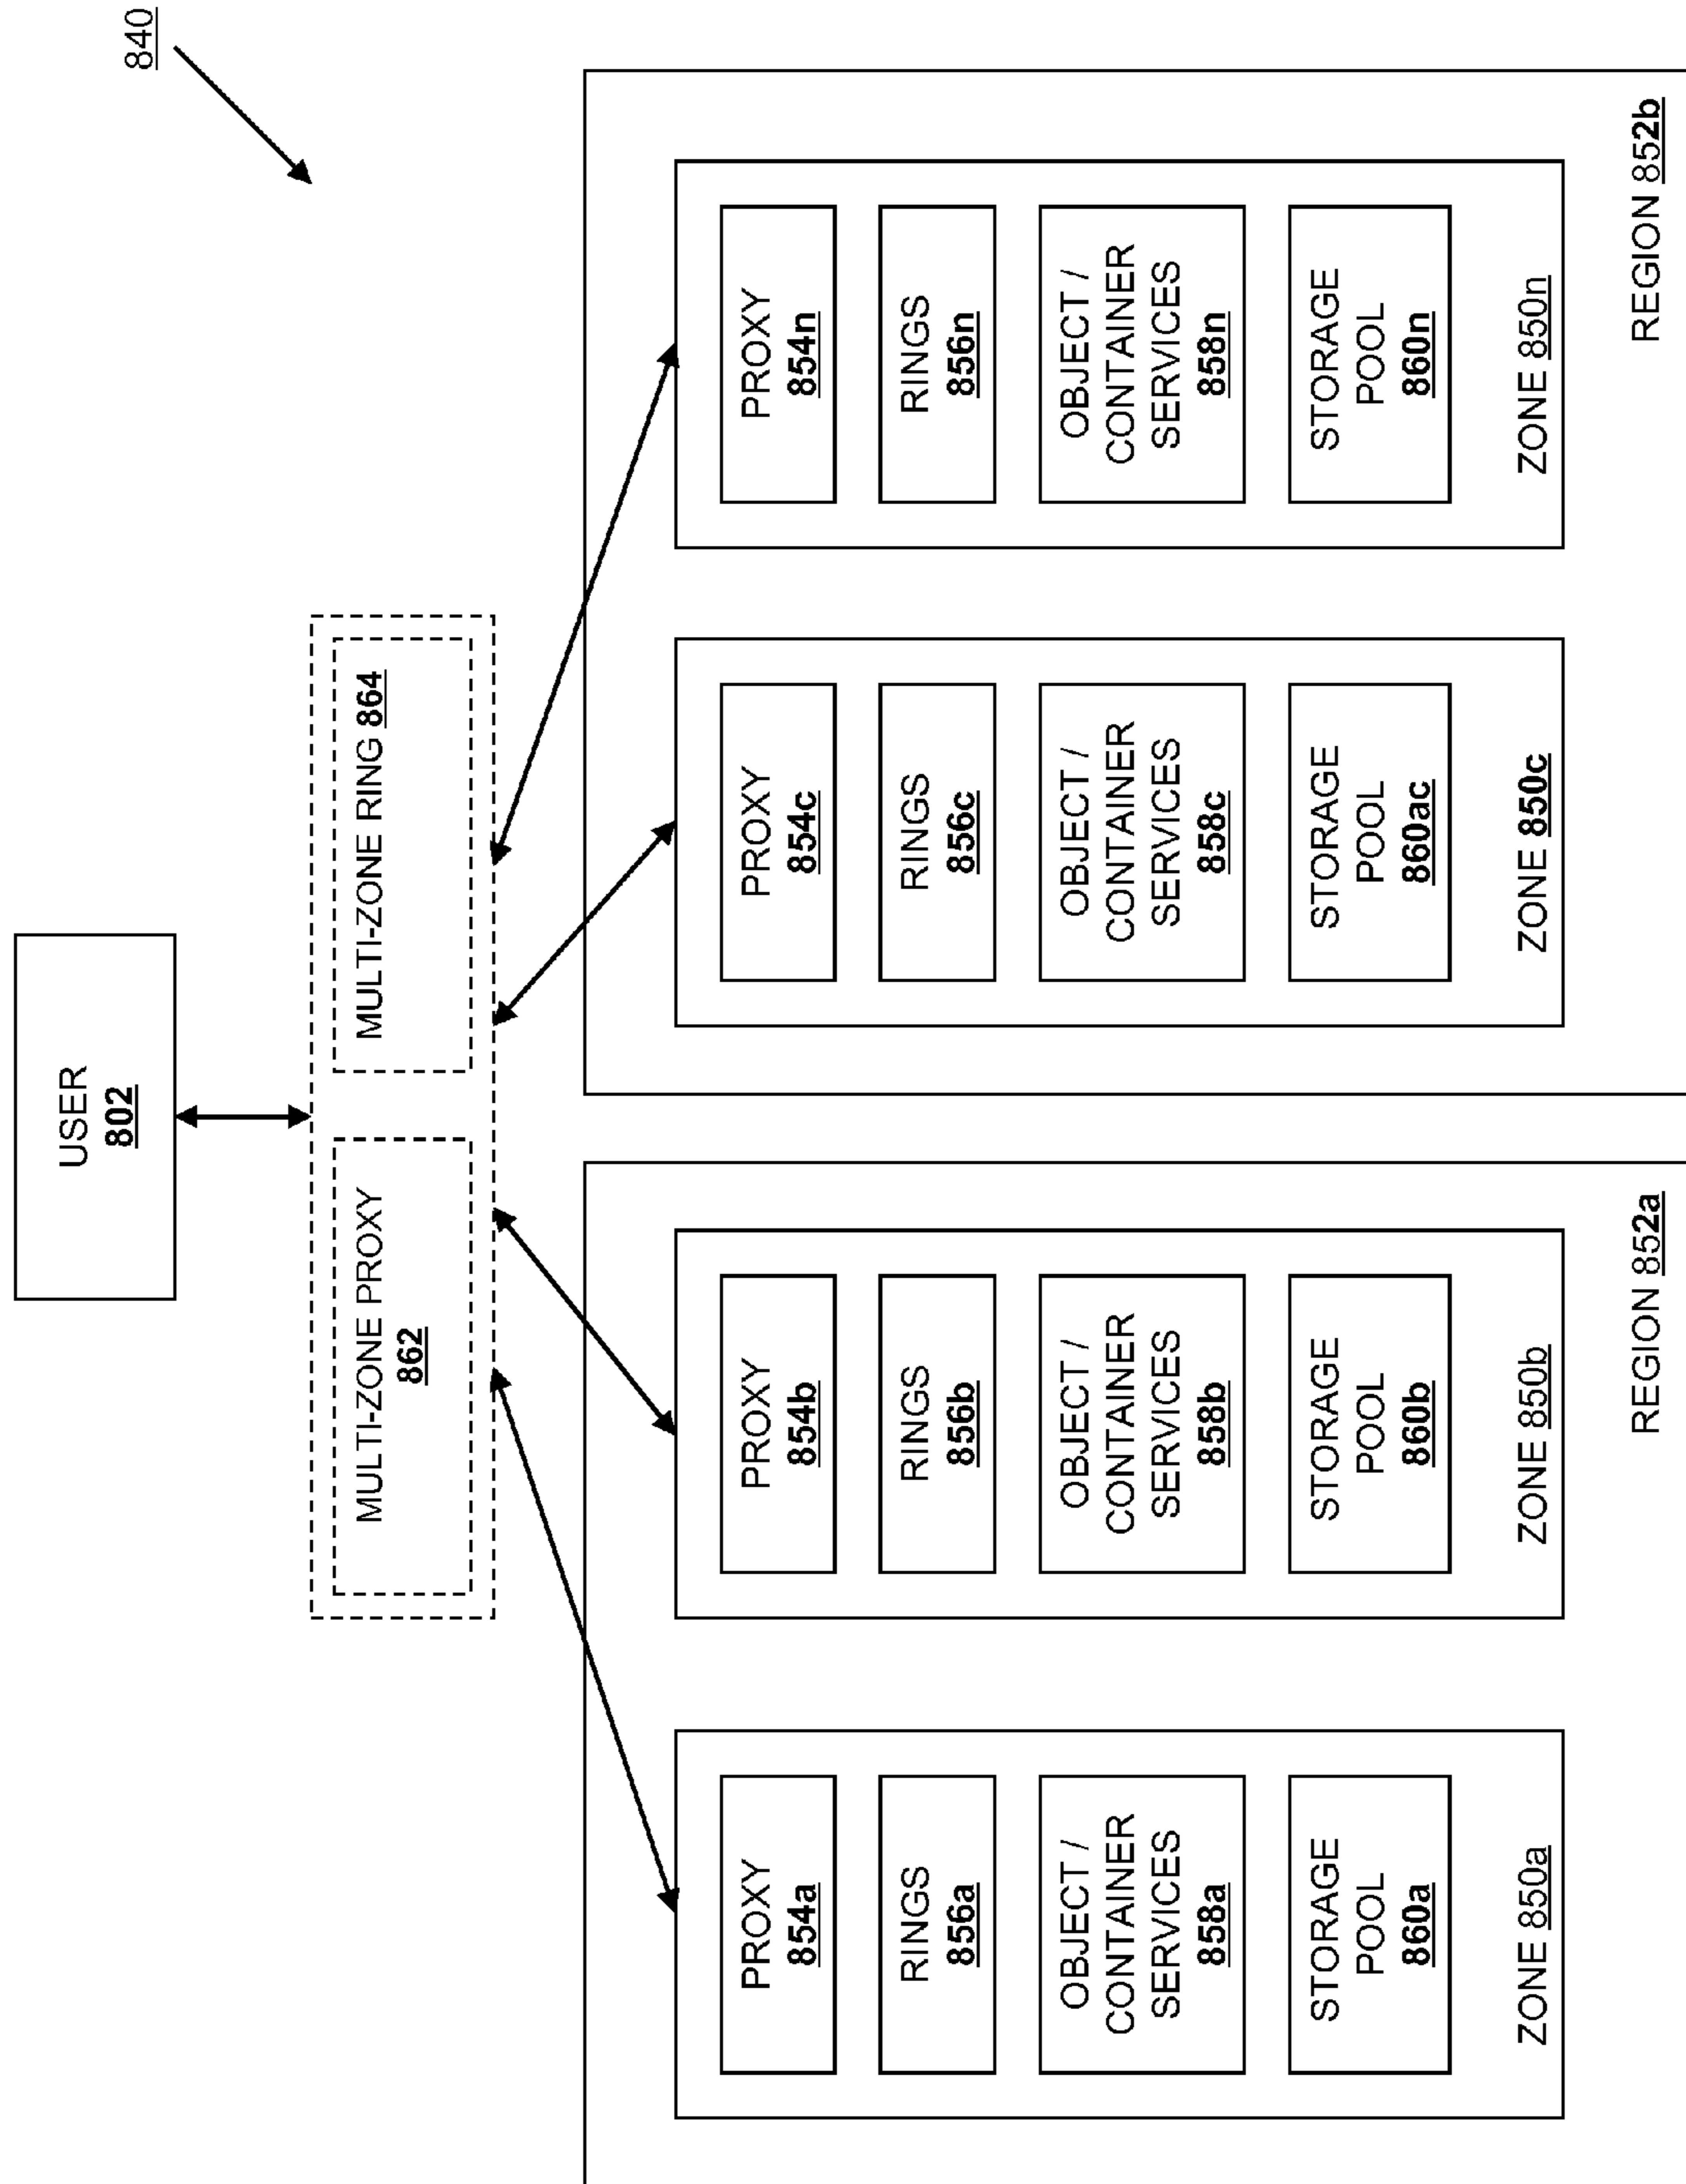 840
USER
802
MULTI-ZONE PROXY
862
MULTI-ZONE RING 864
PROXY
854a
RINGS
856a
OBJECT /
CONTAINER
SERVICES
858a
STORAGE
POOL
860a
ZONE 850a
PROXY
854b
RINGS
856b
OBJECT /
CONTAINER
SERVICES
858b
STORAGE
POOL
860b
ZONE 850b
REGION 852a
PROXY
854c
RINGS
856c
OBJECT /
CONTAINER
SERVICES
858c
STORAGE
POOL
860ac
ZONE 850c
PROXY
854n
RINGS
856n
OBJECT /
CONTAINER
SERVICES
858n
STORAGE
POOL
860n
ZONE 850n
REGION 852b